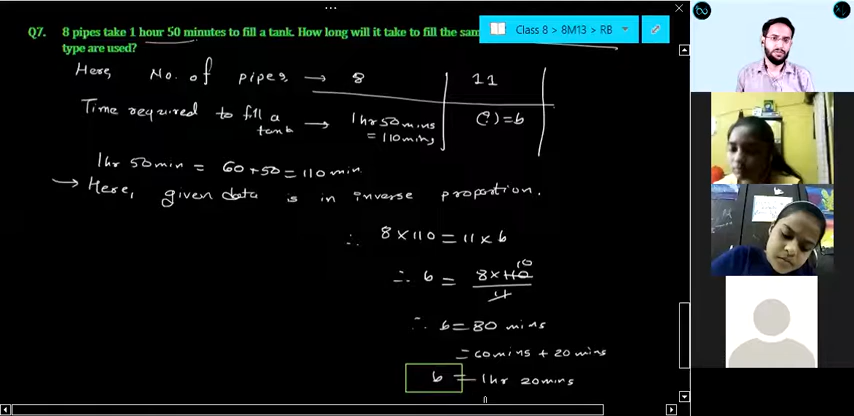 Q7. 8 pipes take 1 hour 50 minutes to fill a tank. How long will it take to fill the sam
type are used?
Class 8 > 8M13 > RB
Here, No. of pipes → 8 11
Time required to fill a tank → 1hr 50mins = 110 mins (?) = b
1hr 50min = 60 + 50 = 110 min
→ Here, given data is in inverse proportion.
∴ 8 × 110 = 11 × b
∴ b = 8 × 110 / 11 10
∴ b = 80 mins
= 60mins + 20 mins
b = 1hr 20mins